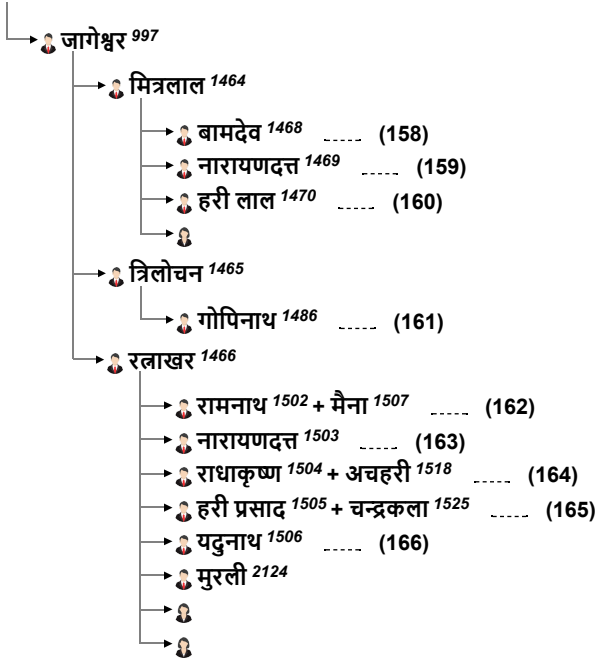 जागेश्वर 997
मित्रलाल 1464
बामदेव 1468 ...... (158)
नारायणदत्त 1469 ...... (159)
हरी लाल 1470 ...... (160)
त्रिलोचन 1465
गोपिनाथ 1486 ...... (161)
रत्नाखर 1466
रामनाथ 1502 + मैना 1507 ...... (162)
नारायणदत्त 1503 ...... (163)
राधाकृष्ण 1504 + अचहरी 1518 ...... (164)
हरी प्रसाद 1505 + चन्द्रकला 1525 ...... (165)
यदुनाथ 1506 ...... (166)
मुरली 2124